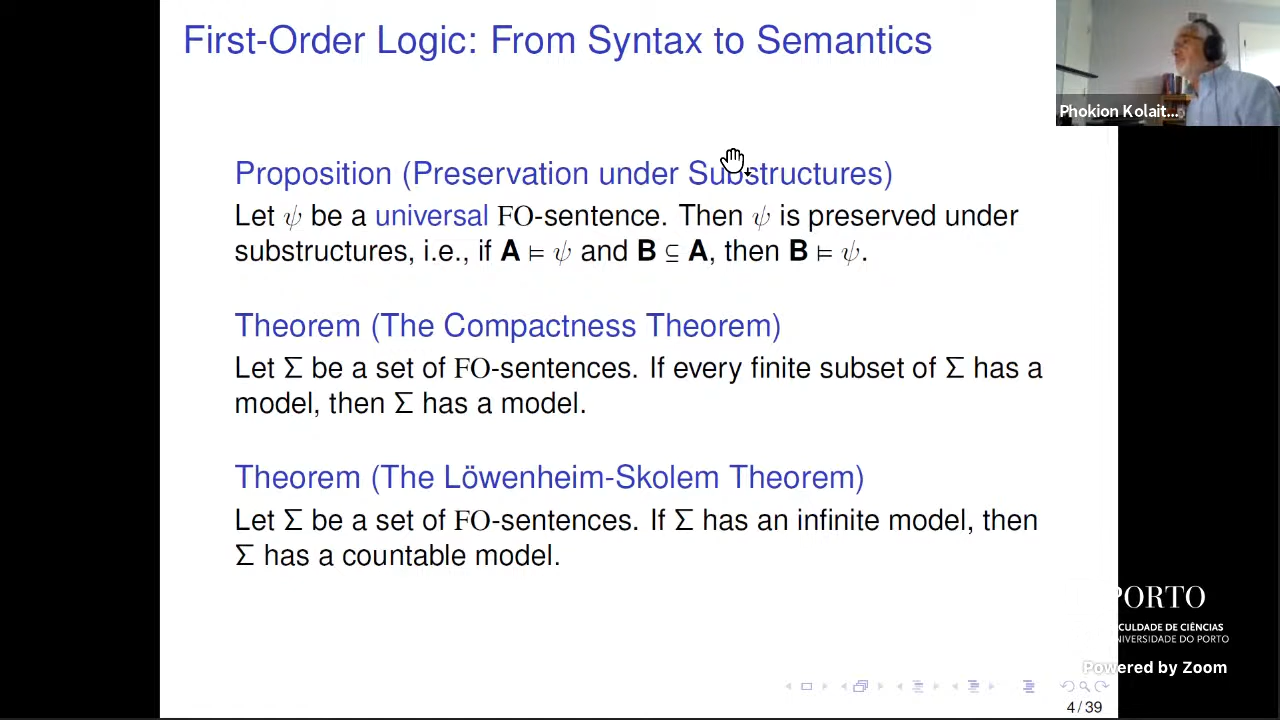 First-Order Logic: From Syntax to Semantics
Phokion Kolait...
Proposition (Preservation under Substructures)
Let ψ be a universal FO-sentence. Then ψ is preserved under
substructures, i.e., if A ⊨ ψ and B ⊆ A, then B ⊨ ψ.
Theorem (The Compactness Theorem)
Let Σ be a set of FO-sentences. If every finite subset of Σ has a
model, then Σ has a model.
Theorem (The Löwenheim-Skolem Theorem)
Let Σ be a set of FO-sentences. If Σ has an infinite model, then
Σ has a countable model.
PORTO
CULDADE DE CIÊNCIAS
NIVERSIDADE DO PORTO
Powered by Zoom
4/39